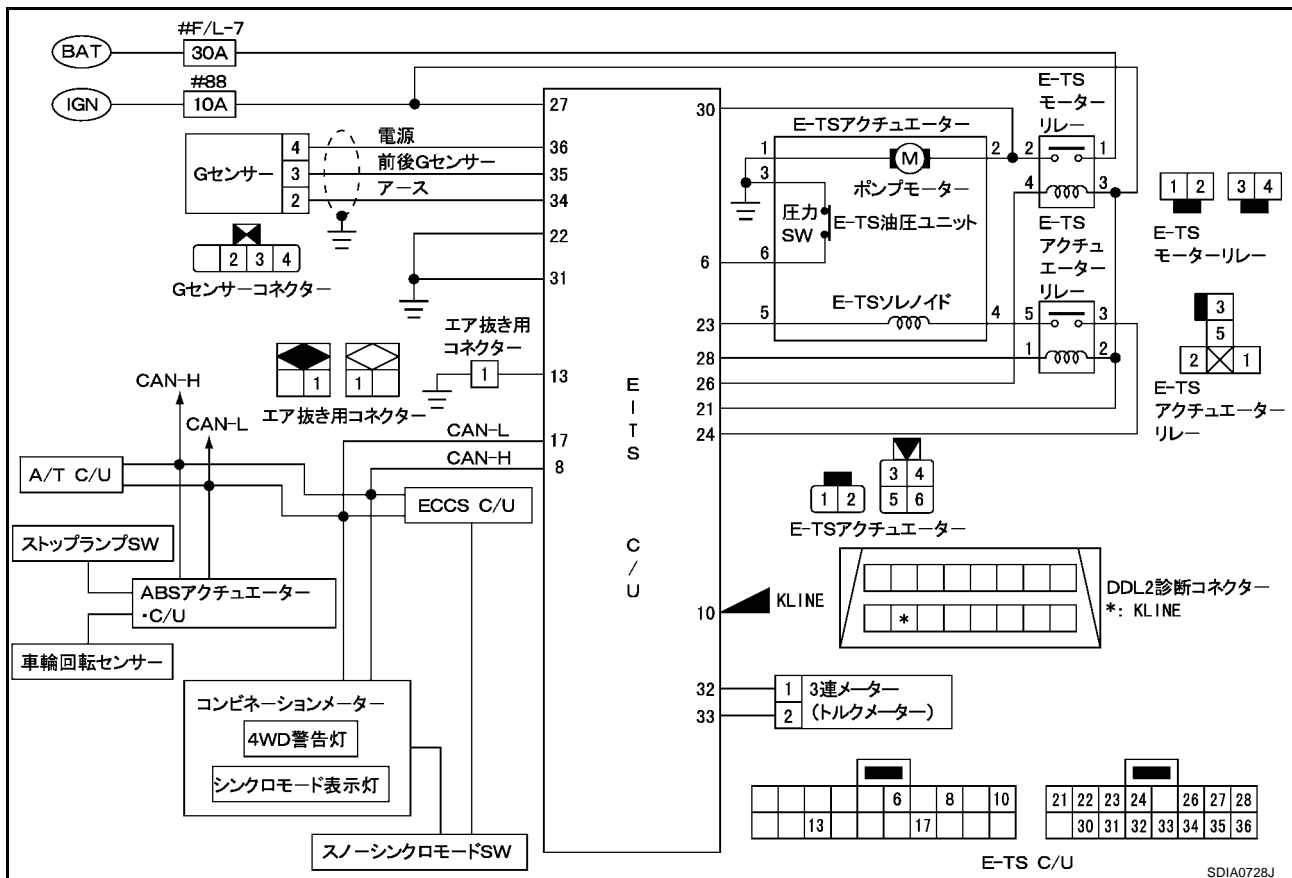 #F/L-7
BAT
30A
#88
IGN
10A
27
30
E-TS
モーター
リレー
Gセンサー
4
電源
36
3
前後Gセンサー
35
2
アース
34
22
31
2 3 4
Gセンサーコネクター
E-TSアクチュエーター
1
M
2
2
1
ポンプモーター
3
4
3
圧力
SW
E-TS油圧ユニット
6
6
1 2
3 4
E-TS
モーターリレー
E-TS
アクチュ
エーター
リレー
E-TSソレノイド
23
5
4
5
3
28
1
2
26
21
24
3
5
2
1
E-TS
アクチュエーター
リレー
エア抜き用
コネクター
1
13
1
1
エア抜き用コネクター
CAN-H
CAN-L
CAN-L
17
CAN-H
8
E
I
T
S
C
/
U
A/T C/U
ECCS C/U
ストップランプSW
ABSアクチュエーター
・C/U
車輪回転センサー
コンビネーションメーター
4WD警告灯
シンクロモード表示灯
スノーシンクロモードSW
1 2
3 4
5 6
E-TSアクチュエーター
10
KLINE
*
DDL2診断コネクター
*: KLINE
32
1
3連メーター
33
2
(トルクメーター)
6 8 10
13 17
21 22 23 24 26 27 28
30 31 32 33 34 35 36
E-TS C/U
SDIA0728J